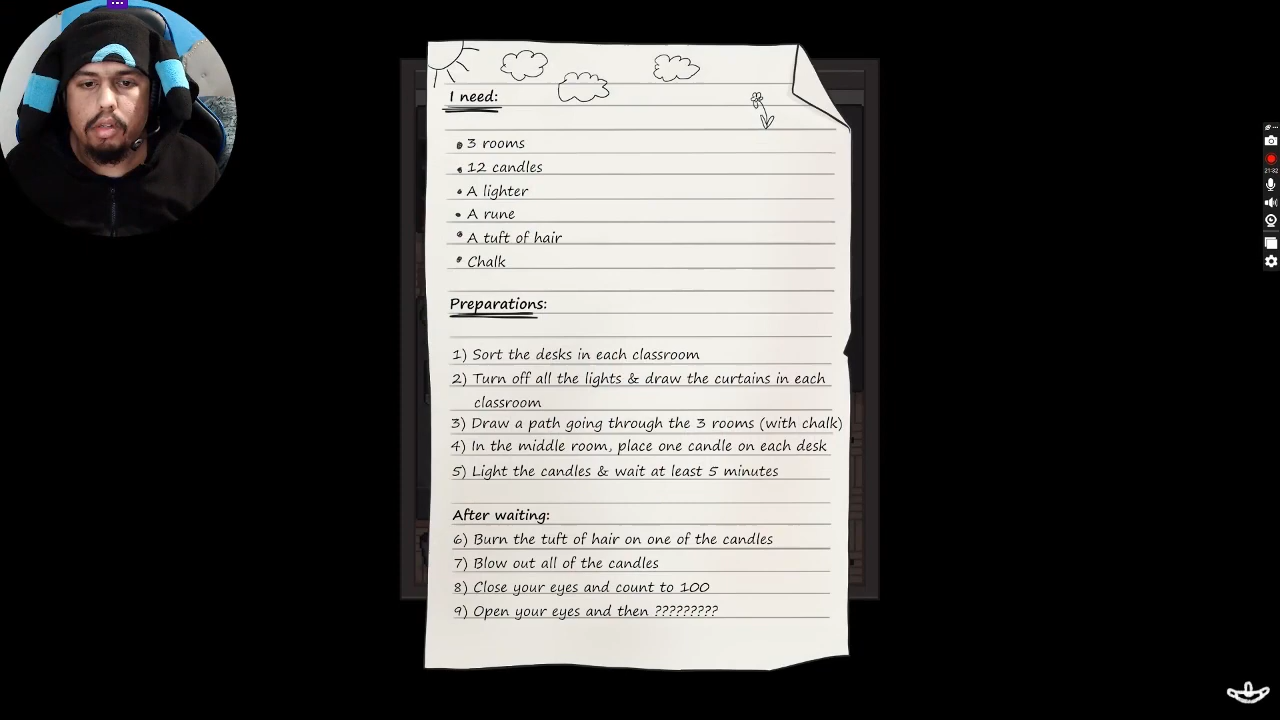 I need:
3 rooms
12 candles
A lighter
A rune
A tuft of hair
Chalk
Preparations:
1) Sort the desks in each classroom
2) Turn off all the lights & draw the curtains in each
classroom
3) Draw a path going through the 3 rooms (with chalk)
4) In the middle room, place one candle on each desk
5) Light the candles & wait at least 5 minutes
After waiting:
6) Burn the tuft of hair on one of the candles
7) Blow out all of the candles
8) Close your eyes and count to 100
9) Open your eyes and then ?????????